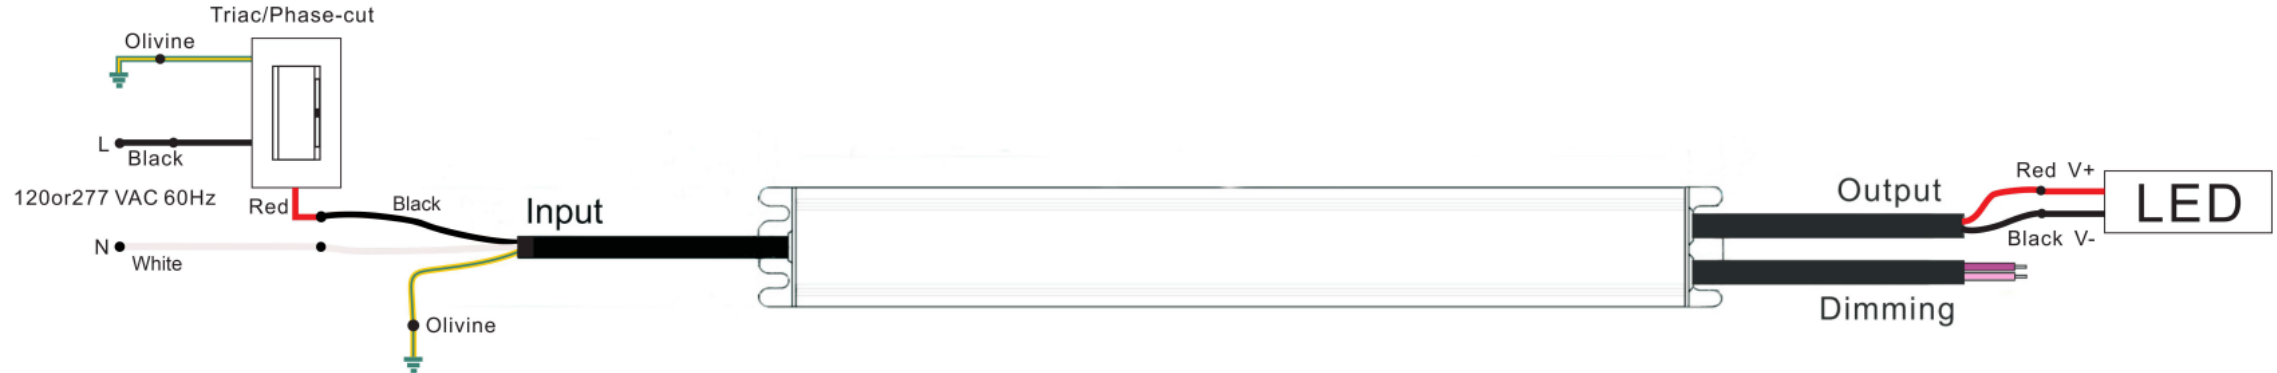 Triac/Phase-cut
Olivine
L
Black
120or277 VAC 60Hz
Red
Black
Input
N
White
Olivine
Output
Red V+
LED
Black V-
Dimming